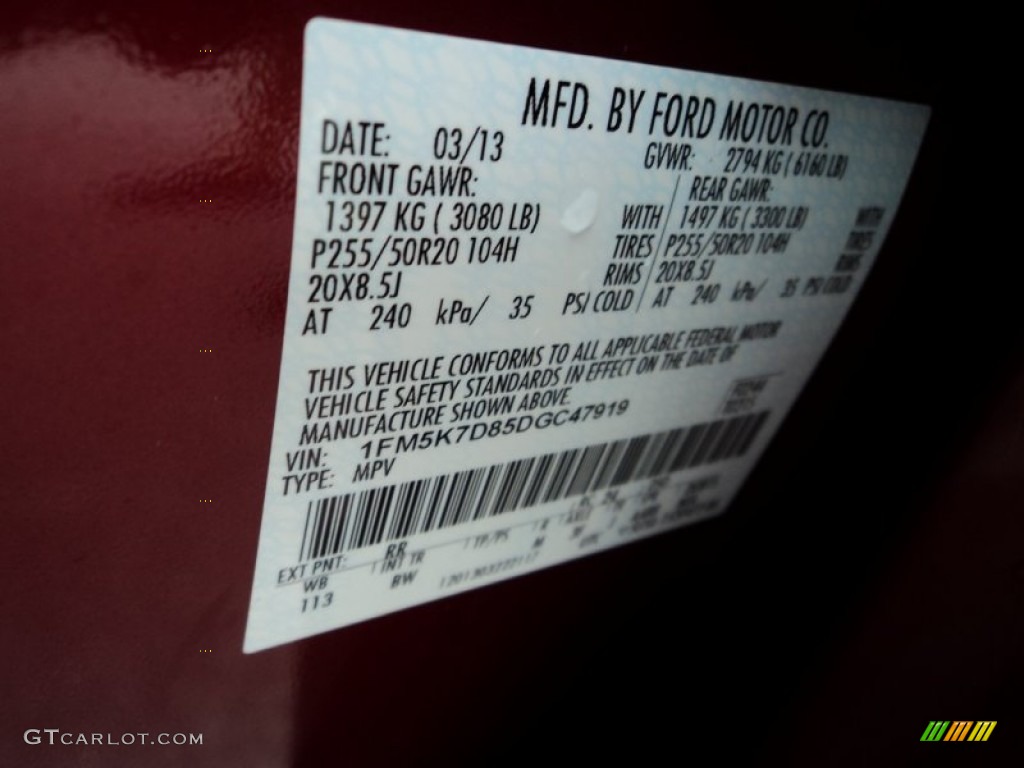 MFD. BY FORD MOTOR CO.
DATE: 03/13 GVWR: 2794 KG ( 6160 LB)
FRONT GAWR: REAR GAWR:
1397 KG ( 3080 LB) WITH 1497 KG ( 3300 LB) WITH
P255/50R20 104H TIRES P255/50R20 104H TIRES
20X8.5J RIMS 20X8.5J RIMS
AT 240 kPa/ 35 PSI COLD AT 240 kPa/ 35 PSI COLD
THIS VEHICLE CONFORMS TO ALL APPLICABLE FEDERAL MOTOR
VEHICLE SAFETY STANDARDS IN EFFECT ON THE DATE OF
MANUFACTURE SHOWN ABOVE
VIN: 1FM5K7D85DGC47919
TYPE: MPV
EXT PNT: RR
WB INT TR TP/PS R
113 BW M
GTCARLOT.COM